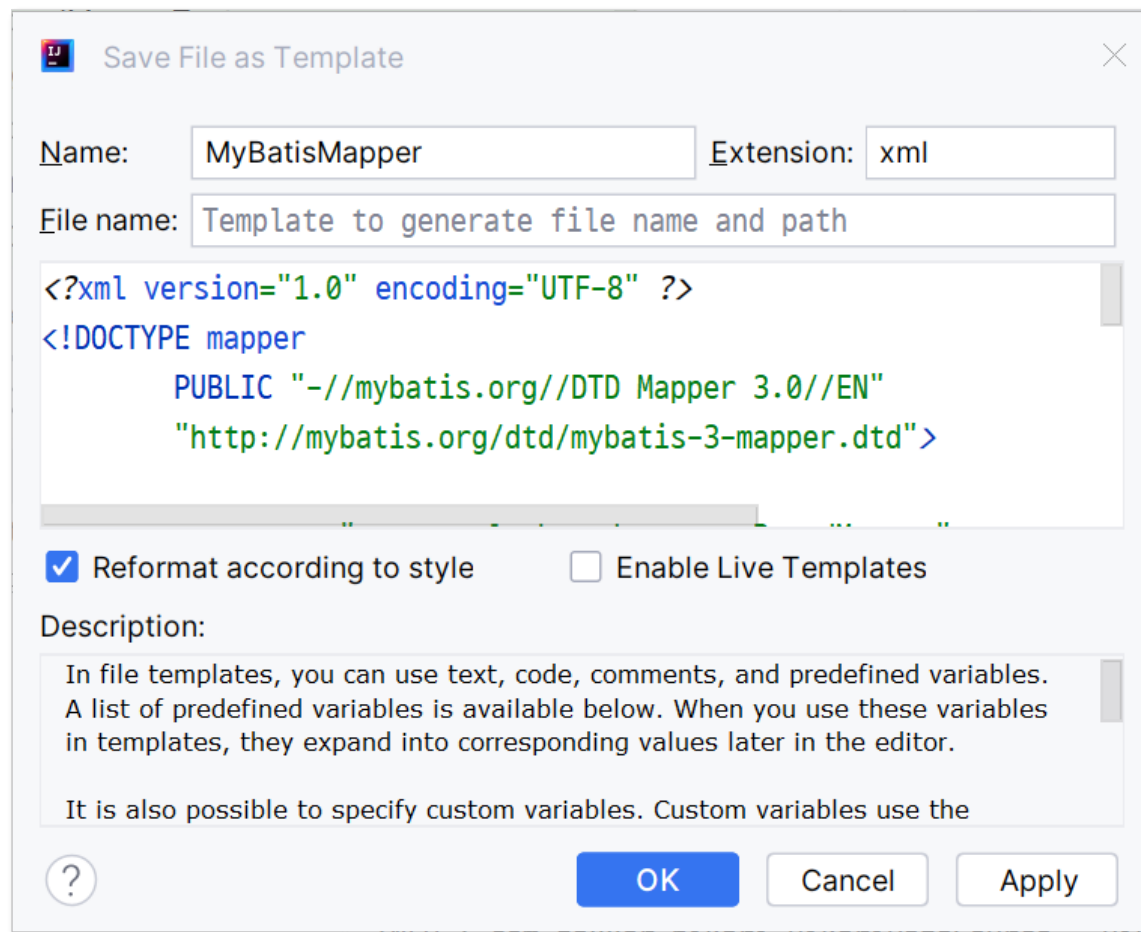 Save File as Template
Name: MyBatisMapper Extension: xml
File name: Template to generate file name and path
<?xml version="1.0" encoding="UTF-8" ?>
<!DOCTYPE mapper
PUBLIC "-//mybatis.org//DTD Mapper 3.0//EN"
"http://mybatis.org/dtd/mybatis-3-mapper.dtd">
Reformat according to style Enable Live Templates
Description:
In file templates, you can use text, code, comments, and predefined variables.
A list of predefined variables is available below. When you use these variables
in templates, they expand into corresponding values later in the editor.
It is also possible to specify custom variables. Custom variables use the
? OK Cancel Apply